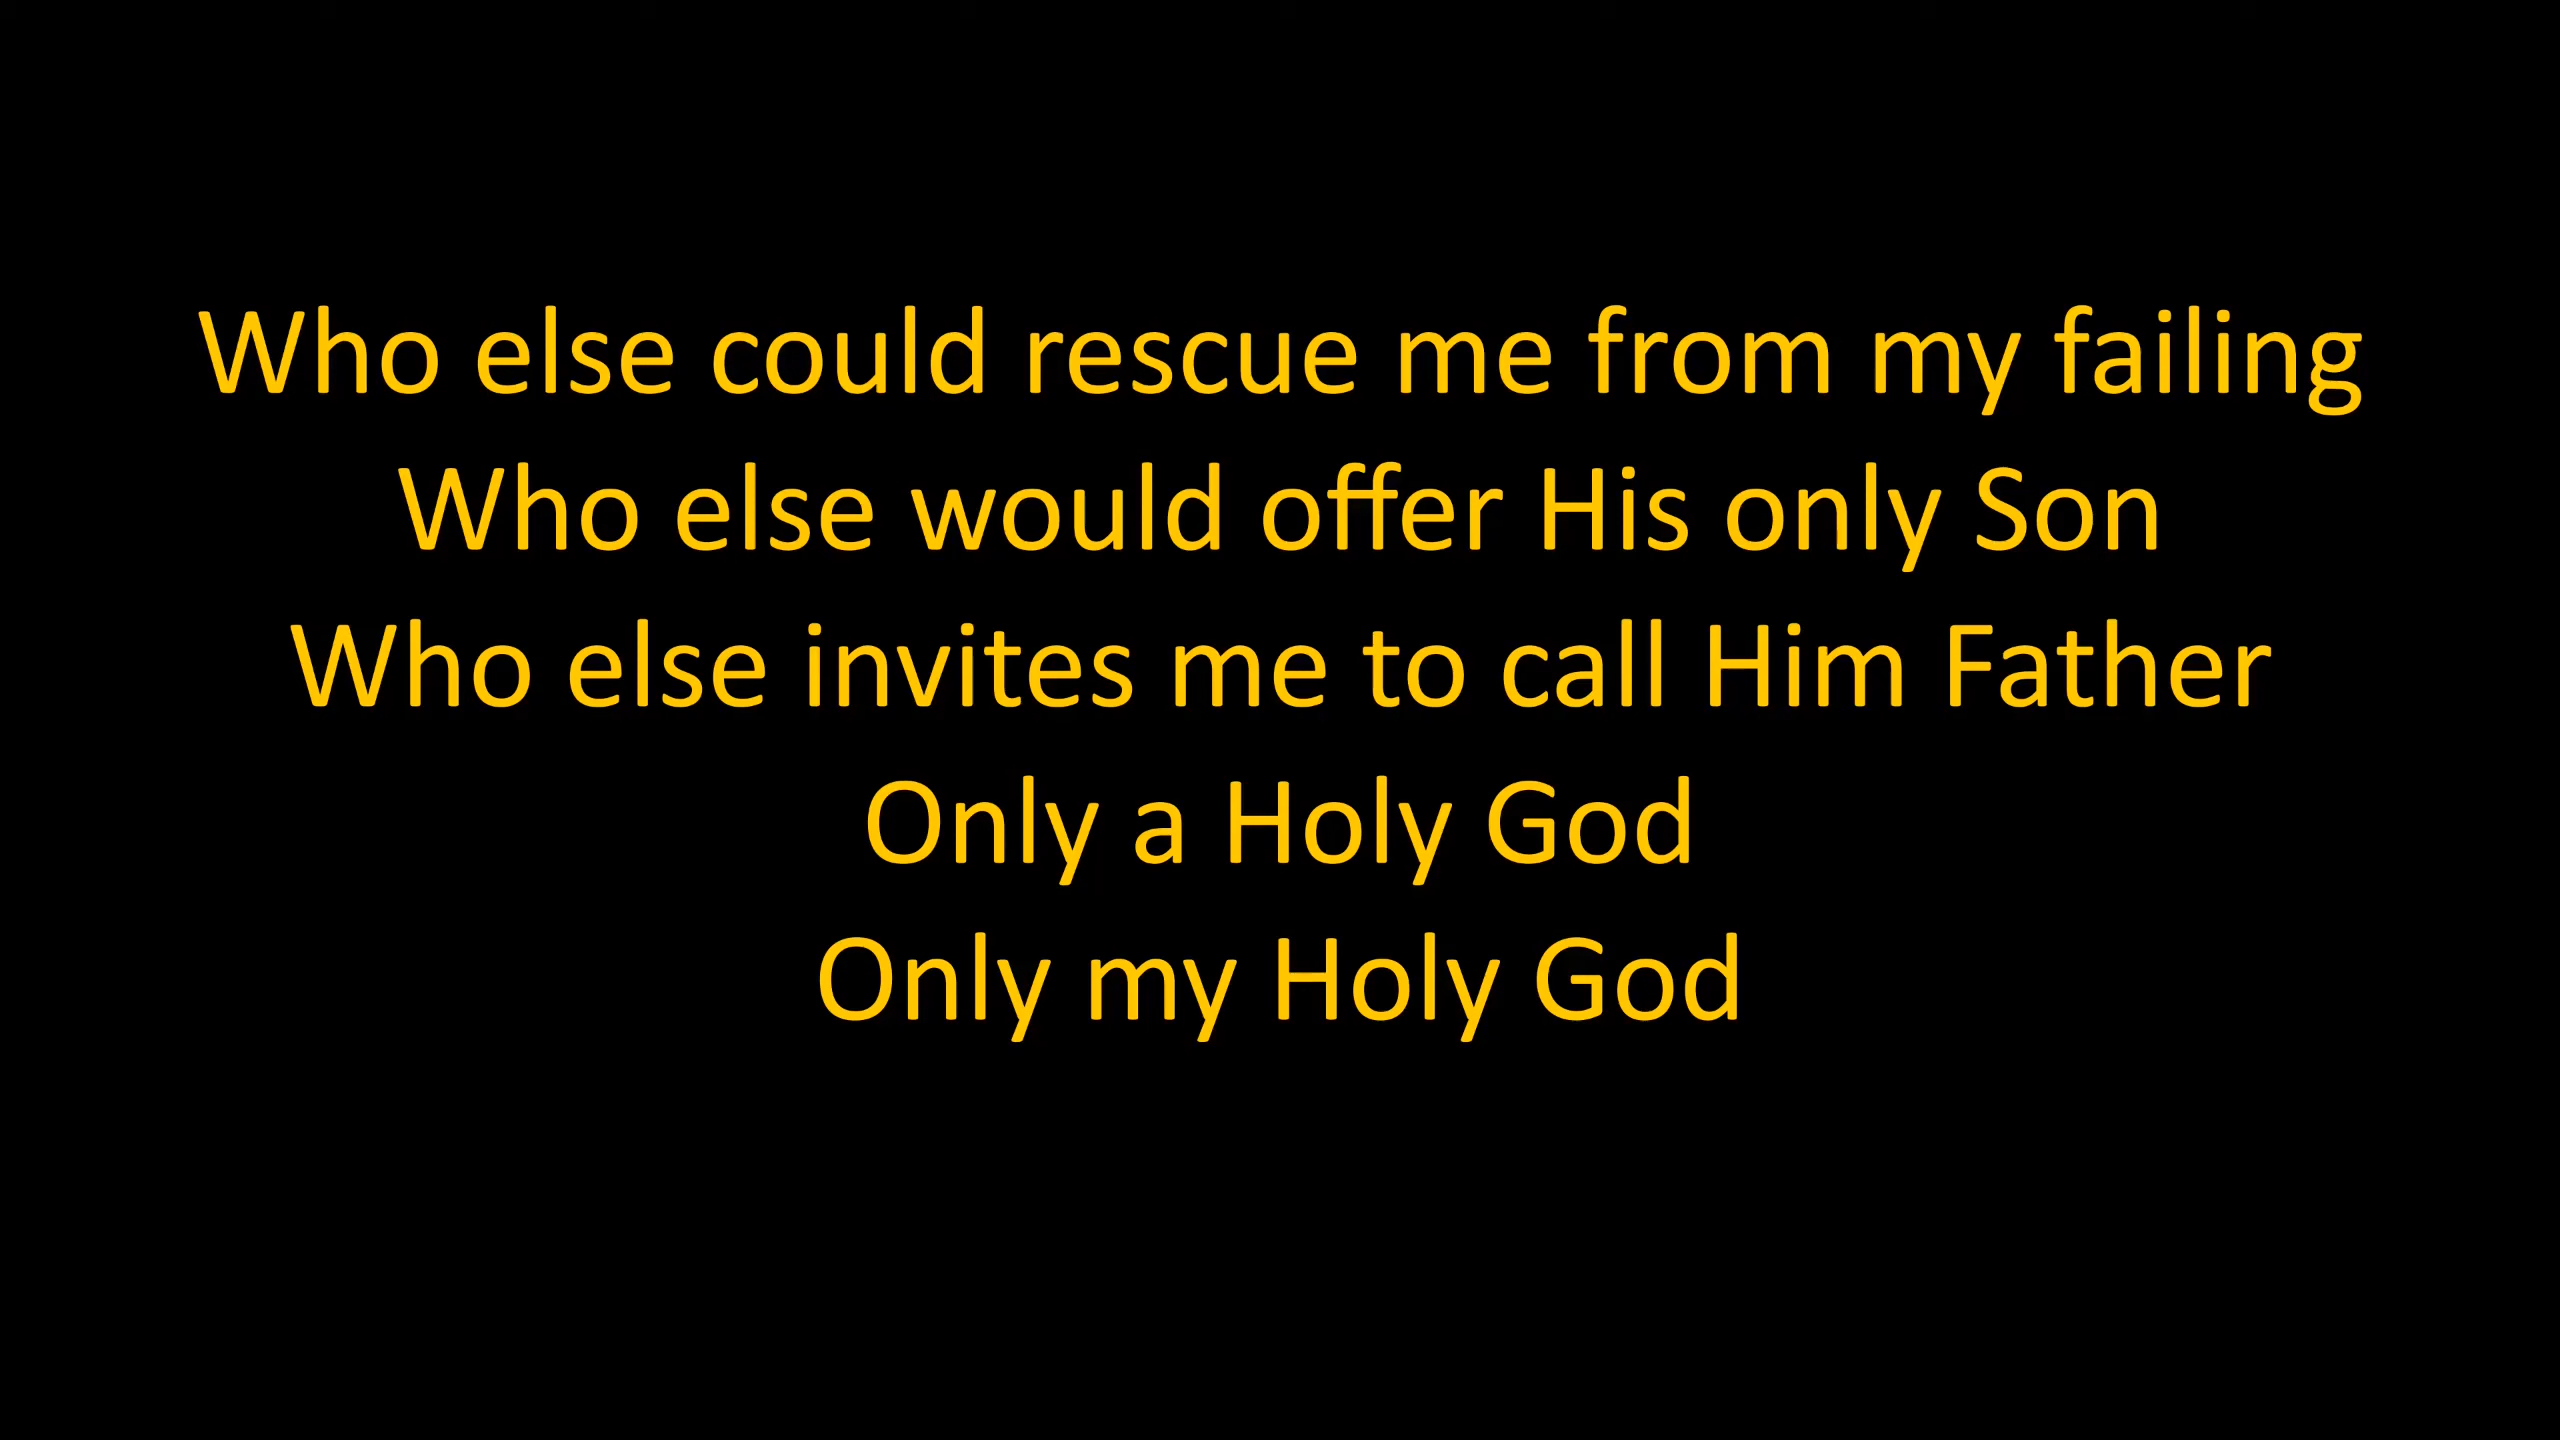 Who else could rescue me from my failing
Who else would offer His only Son
Who else invites me to call Him Father
Only a Holy God
Only my Holy God